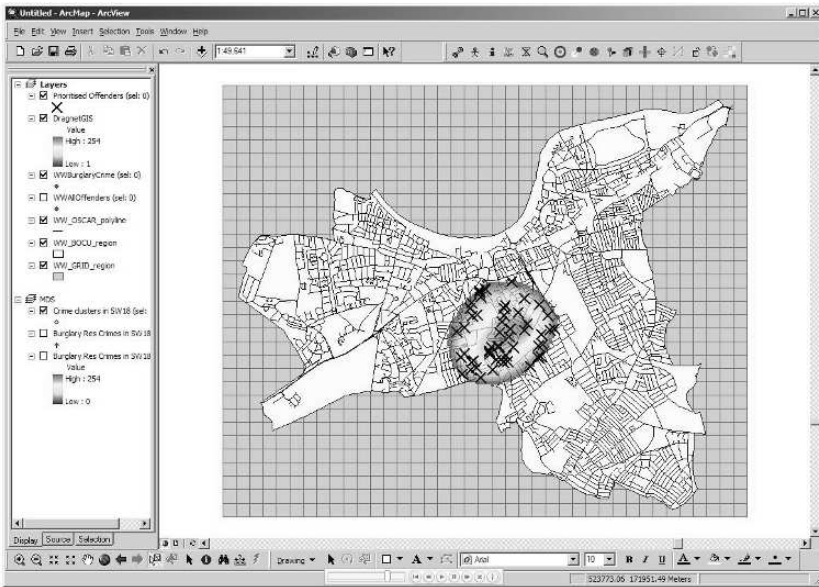 Untitled - ArcMap - ArcView
File Edit View Insert Selection Tools Window Help
1:49,641
Layers
Prioritised Offenders (sel: 0)
DragnetGIS
Value
High : 254
Low : 1
WWBurglaryCrime (sel: 0)
WWAllOffenders (sel: 0)
WW_OSCAR_polyline
WW_BOCU_region
WW_GRID_region
MDS
Crime clusters in SW18 (sel:
Burglary Res Crimes in SW18
Burglary Res Crimes in SW18
Value
High : 254
Low : 0
Display Source Selection
Drawing Arial 10 B I U A
523773.06 171951.49 Meters